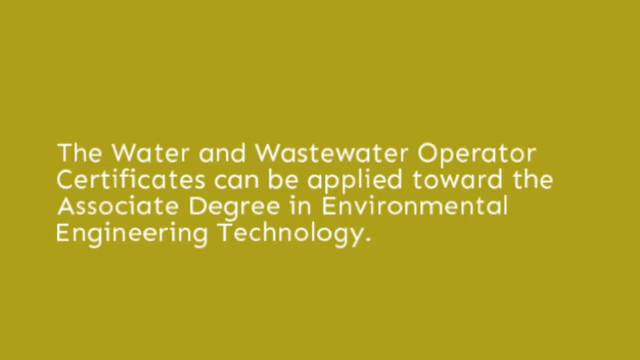 The Water and Wastewater Operator
Certificates can be applied toward the
Associate Degree in Environmental
Engineering Technology.